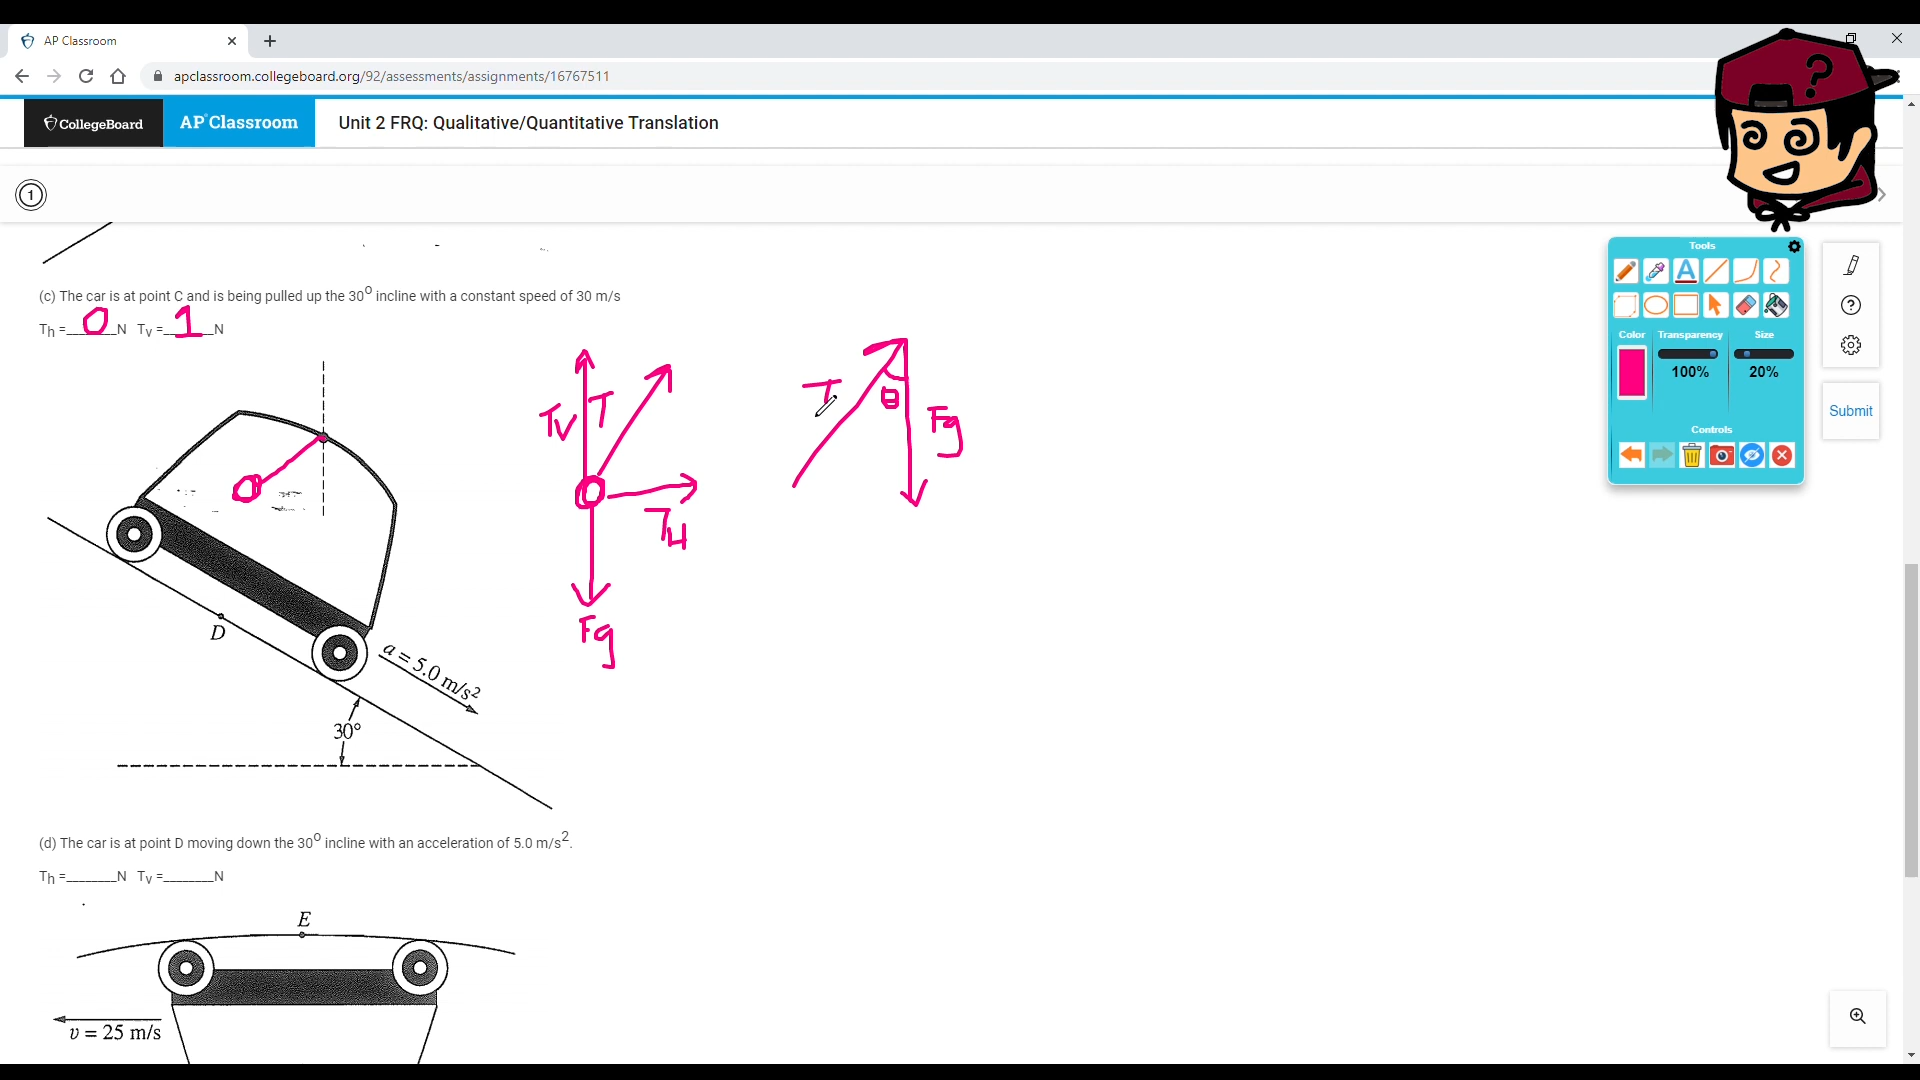 AP Classroom
apclassroom.collegeboard.org/92/assessments/assignments/16767511
CollegeBoard AP Classroom Unit 2 FRQ: Qualitative/Quantitative Translation
?
1
Tools
(c) The car is at point C and is being pulled up the 30° incline with a constant speed of 30 m/s
Th = 0 N Tv = 1 N
Color Transparency Size
100% 20%
Submit
Controls
Tv T TH Fg
T θ Fg
D
a = 5.0 m/s²
30°
(d) The car is at point D moving down the 30° incline with an acceleration of 5.0 m/s².
Th =________N Tv =________N
E
v = 25 m/s